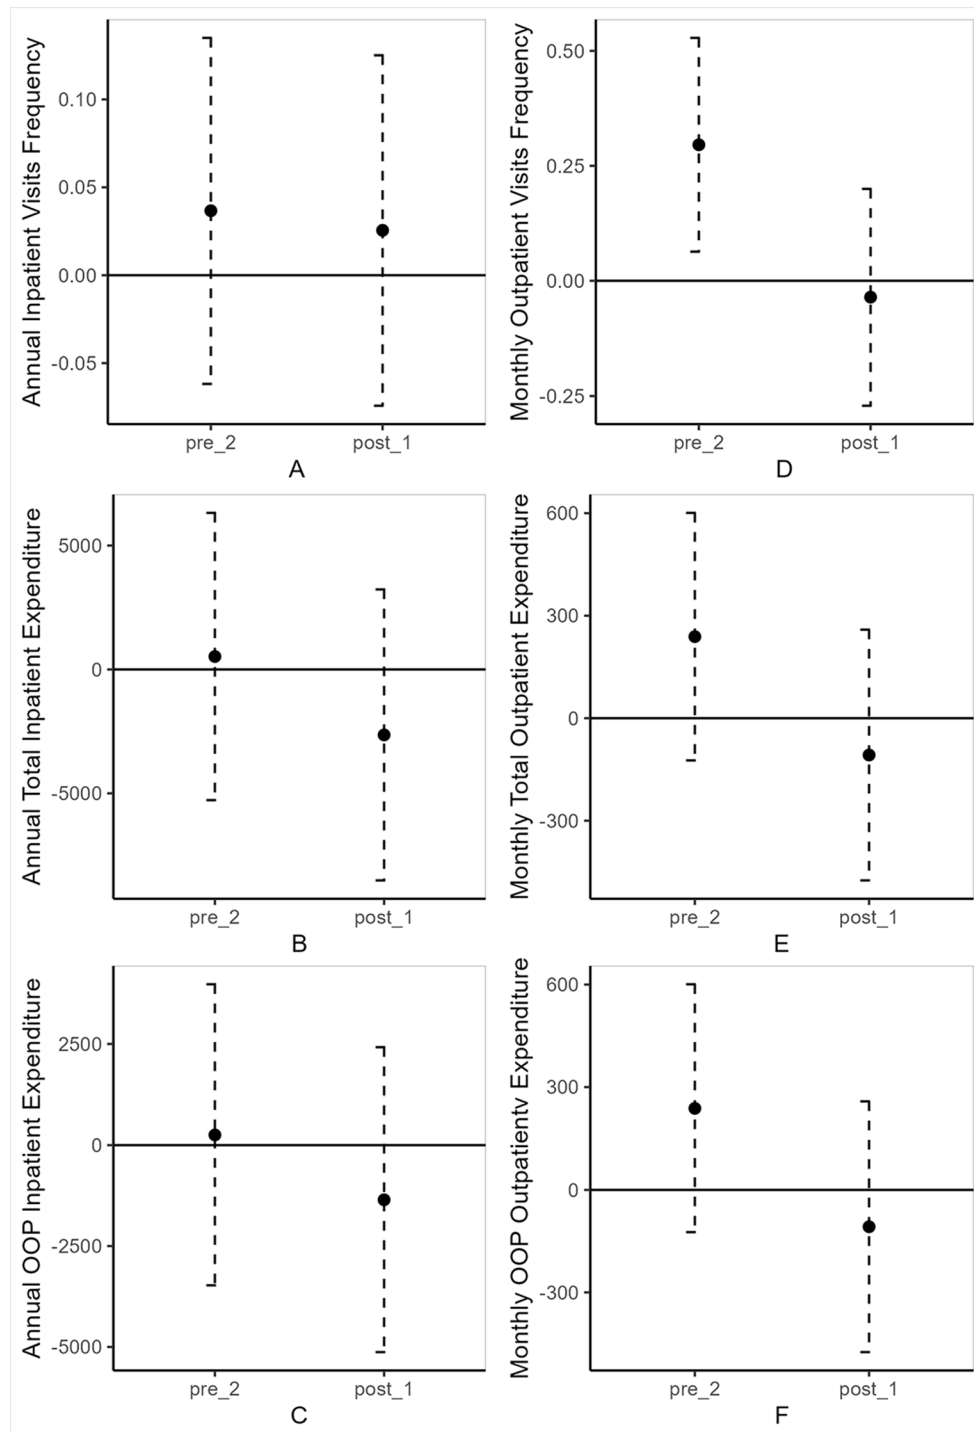 Annual Inpatient Visits Frequency
0.10
0.05
0.00
-0.05
pre_2 post_1
A
Monthly Outpatient Visits Frequency
0.50
0.25
0.00
-0.25
pre_2 post_1
D
Annual Total Inpatient Expenditure
5000
0
-5000
pre_2 post_1
B
Monthly Total Outpatient Expenditure
600
300
0
-300
pre_2 post_1
E
Annual OOP Inpatient Expenditure
2500
0
-2500
-5000
pre_2 post_1
C
Monthly OOP Outpatientv Expenditure
600
300
0
-300
pre_2 post_1
F